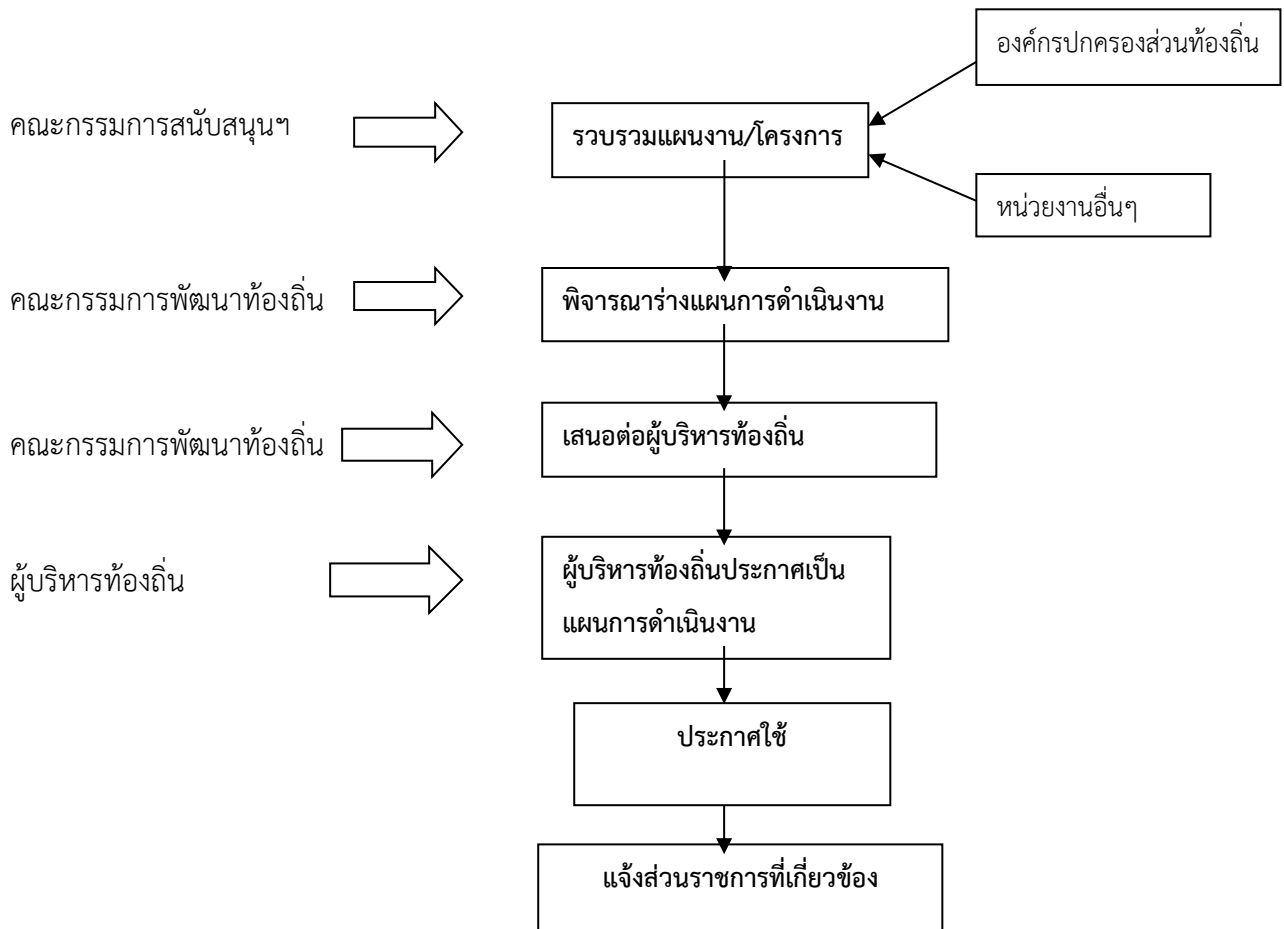 องค์กรปกครองส่วนท้องถิ่น
คณะกรรมการสนับสนุนฯ
รวบรวมแผนงาน/โครงการ
หน่วยงานอื่นๆ
คณะกรรมการพัฒนาท้องถิ่น
พิจารณาร่างแผนการดำเนินงาน
คณะกรรมการพัฒนาท้องถิ่น
เสนอต่อผู้บริหารท้องถิ่น
ผู้บริหารท้องถิ่น
ผู้บริหารท้องถิ่นประกาศเป็น
แผนการดำเนินงาน
ประกาศใช้
แจ้งส่วนราชการที่เกี่ยวข้อง